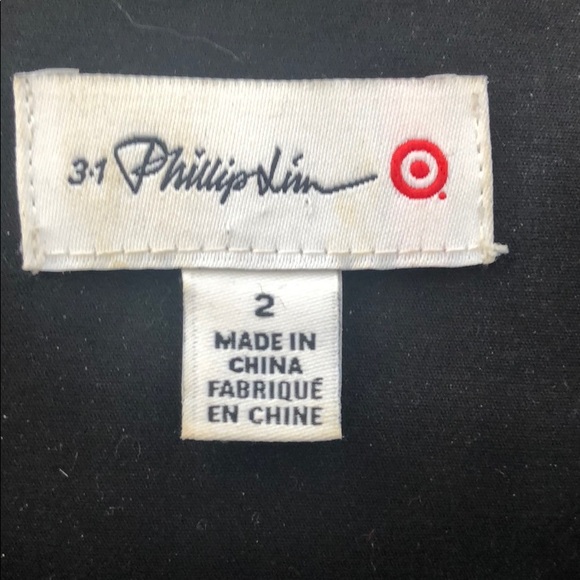 3.1 Phillip Lim
2
MADE IN
CHINA
FABRIQUÉ
EN CHINE